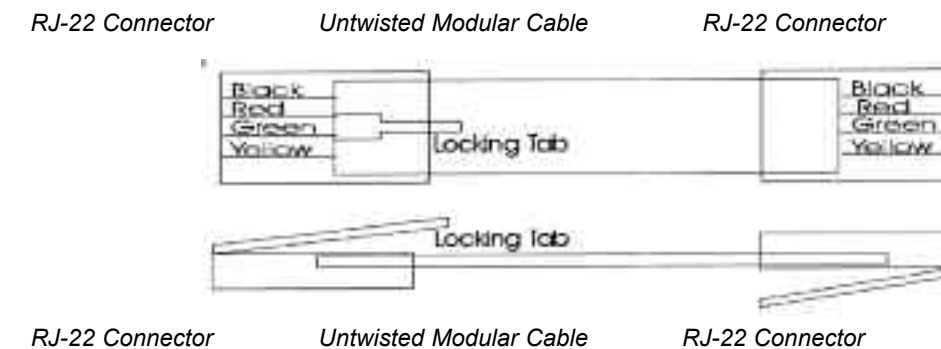 RJ-22 Connector Untwisted Modular Cable RJ-22 Connector
Black Black
Red Red
Green Green
Yellow Yellow
Locking Tab
Locking Tab
RJ-22 Connector Untwisted Modular Cable RJ-22 Connector